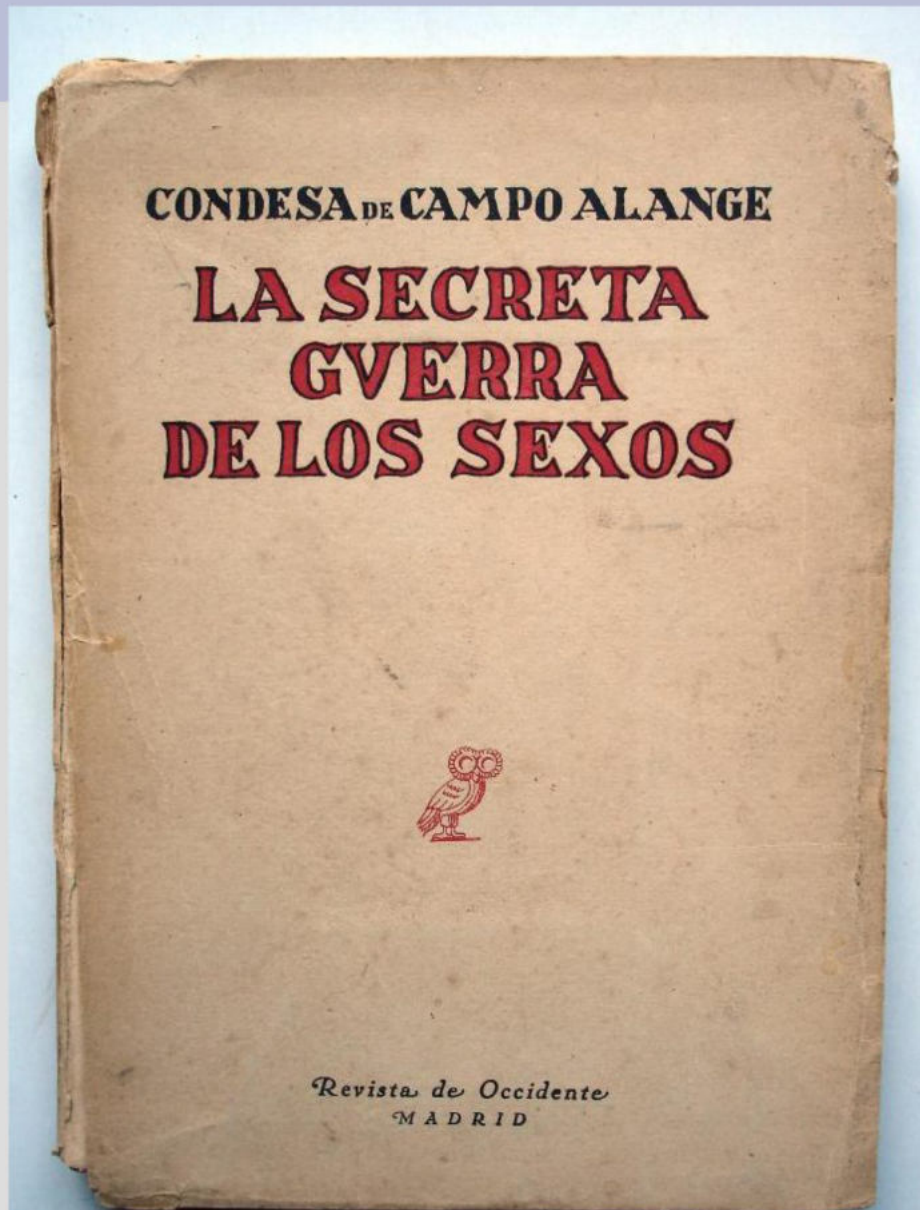 CONDESA DE CAMPO ALANGE
LA SECRETA
GVERRA
DE LOS SEXOS
Revista de Occidente
MADRID